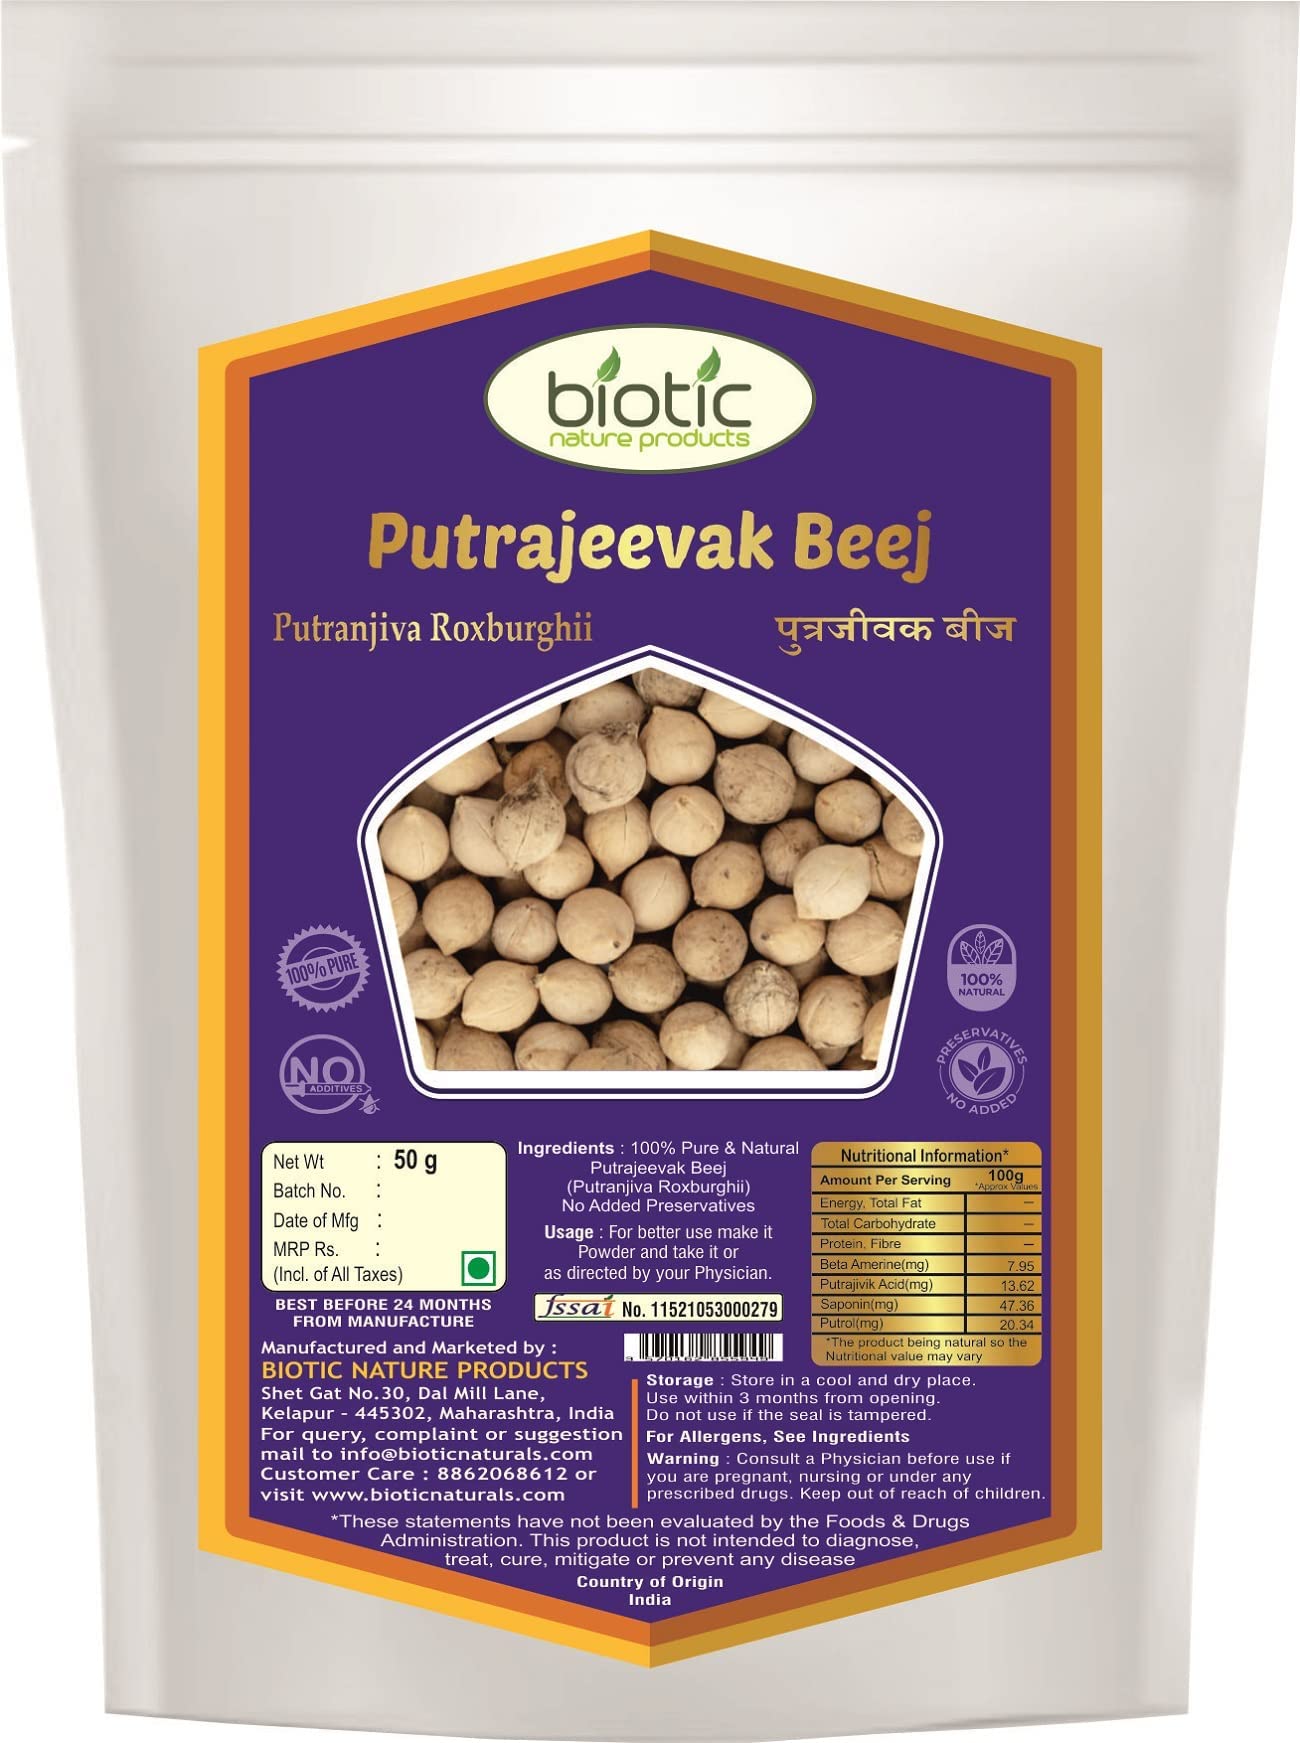 biotic
nature products
Putrajeevak Beej
Putranjiva Roxburghii
पुत्रजीवक बीज
100% PURE
NO
ADDITIVES
100%
NATURAL
PRESERVATIVES
NO ADDED
Net Wt : 50 g
Batch No. :
Date of Mfg :
MRP Rs. :
(Incl. of All Taxes)
BEST BEFORE 24 MONTHS
FROM MANUFACTURE
Manufactured and Marketed by :
BIOTIC NATURE PRODUCTS
Shet Gat No.30, Dal Mill Lane,
Kelapur - 445302, Maharashtra, India
For query, complaint or suggestion
mail to info@bioticnaturals.com
Customer Care : 8862068612 or
visit www.bioticnaturals.com
Ingredients : 100% Pure & Natural
Putrajeevak Beej
(Putranjiva Roxburghii)
No Added Preservatives
Usage : For better use make it
Powder and take it or
as directed by your Physician.
fssai No. 11521053000279
Nutritional Information*
Amount Per Serving 100g
*Approx Values
Energy, Total Fat –
Total Carbohydrate –
Protein, Fibre –
Beta Amerine(mg) 7.95
Putrajivik Acid(mg) 13.62
Saponin(mg) 47.36
Putrol(mg) 20.34
*The product being natural so the
Nutritional value may vary
Storage : Store in a cool and dry place.
Use within 3 months from opening.
Do not use if the seal is tampered.
For Allergens, See Ingredients
Warning : Consult a Physician before use if
you are pregnant, nursing or under any
prescribed drugs. Keep out of reach of children.
*These statements have not been evaluated by the Foods & Drugs
Administration. This product is not intended to diagnose,
treat, cure, mitigate or prevent any disease
Country of Origin
India